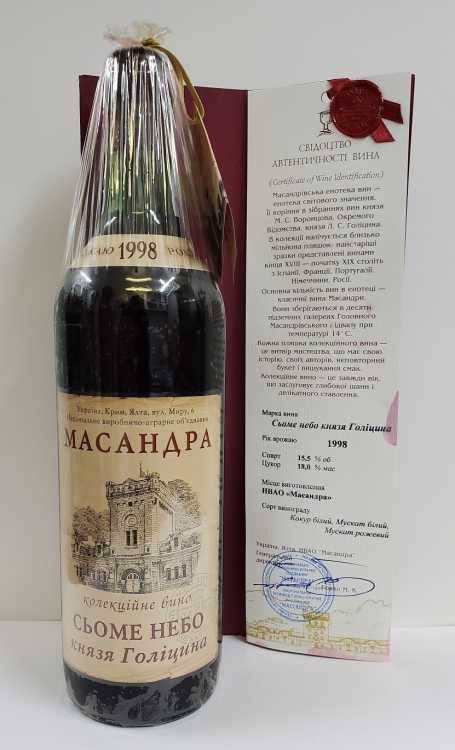 ЖАЮ 1998 РОК
Україна, Крим, Ялта, вул. Миру, 6
Національне виробничо-аграрне об'єднання
МАСАНДРА
колекційне вино
СЬОМЕ НЕБО
князя Голіцина
СВІДОЦТВО
АВТЕНТИЧНОСТІ ВИНА
(Certificate of Wine Identification)
Масандрівська енотека вин —
енотека світового значення.
Її коріння в зібраннях вин князя
М. С. Воронцова, Окремого
Відомства, князя Л. С. Голіцина.
В колекції налічується близько
мільйона пляшок: найстаріші
зразки представлені винами
кінця XVIII — початку XIX століть
з Іспанії, Франції, Португалії,
Німеччини, Росії.
Основна кількість вин в енотеці —
класичні вина Масандри.
Вони зберігаються в десяти
підземних галереях Головного
Масандрівського підвалу при
температурі 14° С.
Кожна пляшка колекційного вина —
це витвір мистецтва, що має свою
історію, своїх авторів, неповторний
букет і вишуканий смак.
Колекційне вино — це завжди вік,
що заслуговує глибокої шани і
делікатного ставлення.
Марка вина
Сьоме небо князя Голіцина
Рік врожаю 1998
Спирт 15,5 % об
Цукор 18,0 % мас
Місце виготовлення
НВАО «Масандра»
Сорт винограду
Кокур білий, Мускат білий,
Мускат рожевий
Україна, Ялта, НВАО "Масандра"
Генеральний
директор
М. К.
"МАСАНДРА"